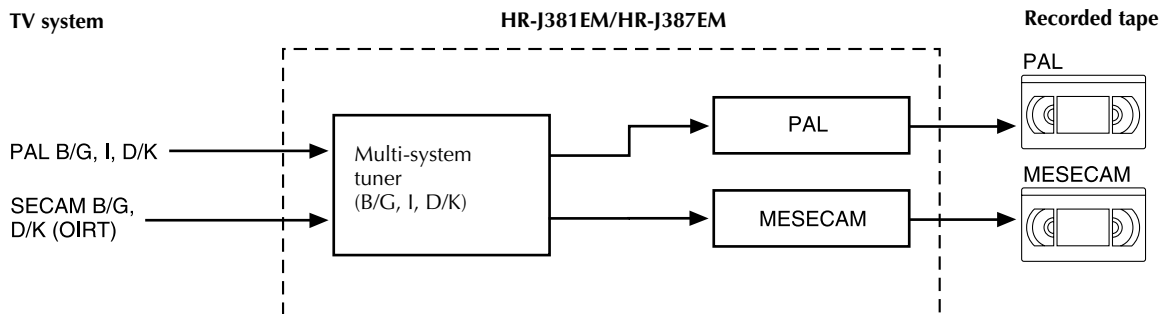 TV system
HR-J381EM/HR-J387EM
Recorded tape
PAL
PAL B/G, I, D/K
Multi-system
tuner
(B/G, I, D/K)
PAL
MESECAM
SECAM B/G,
D/K (OIRT)
MESECAM